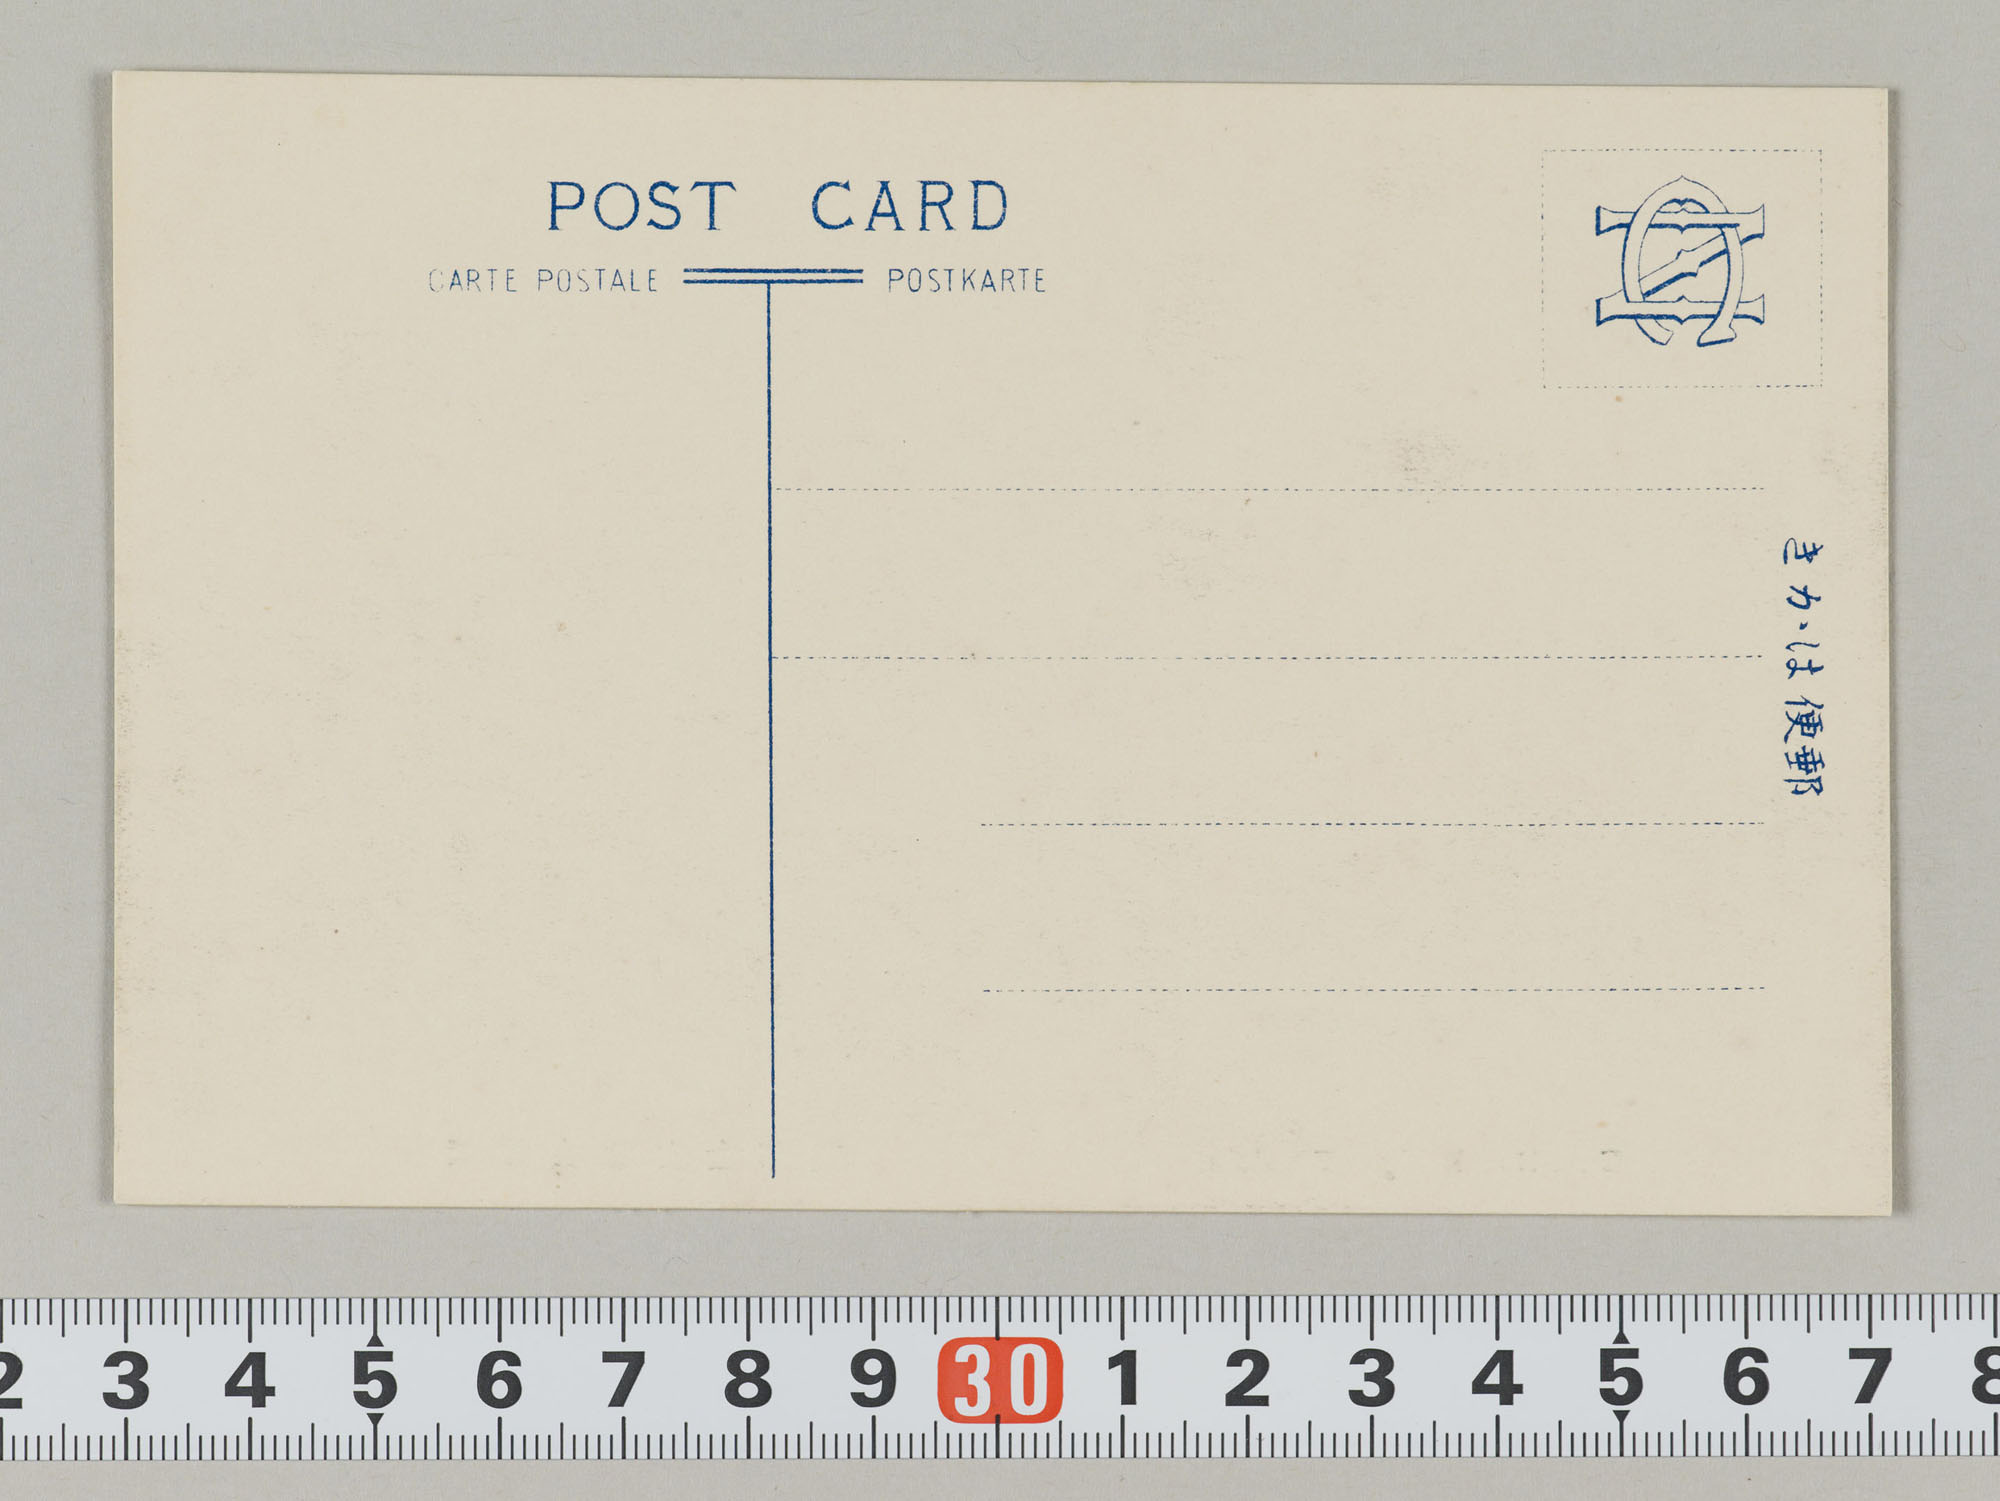 POST CARD
CARTE POSTALE POSTKARTE
きかは便郵
2 3 4 5 6 7 8 9 30 1 2 3 4 5 6 7 8